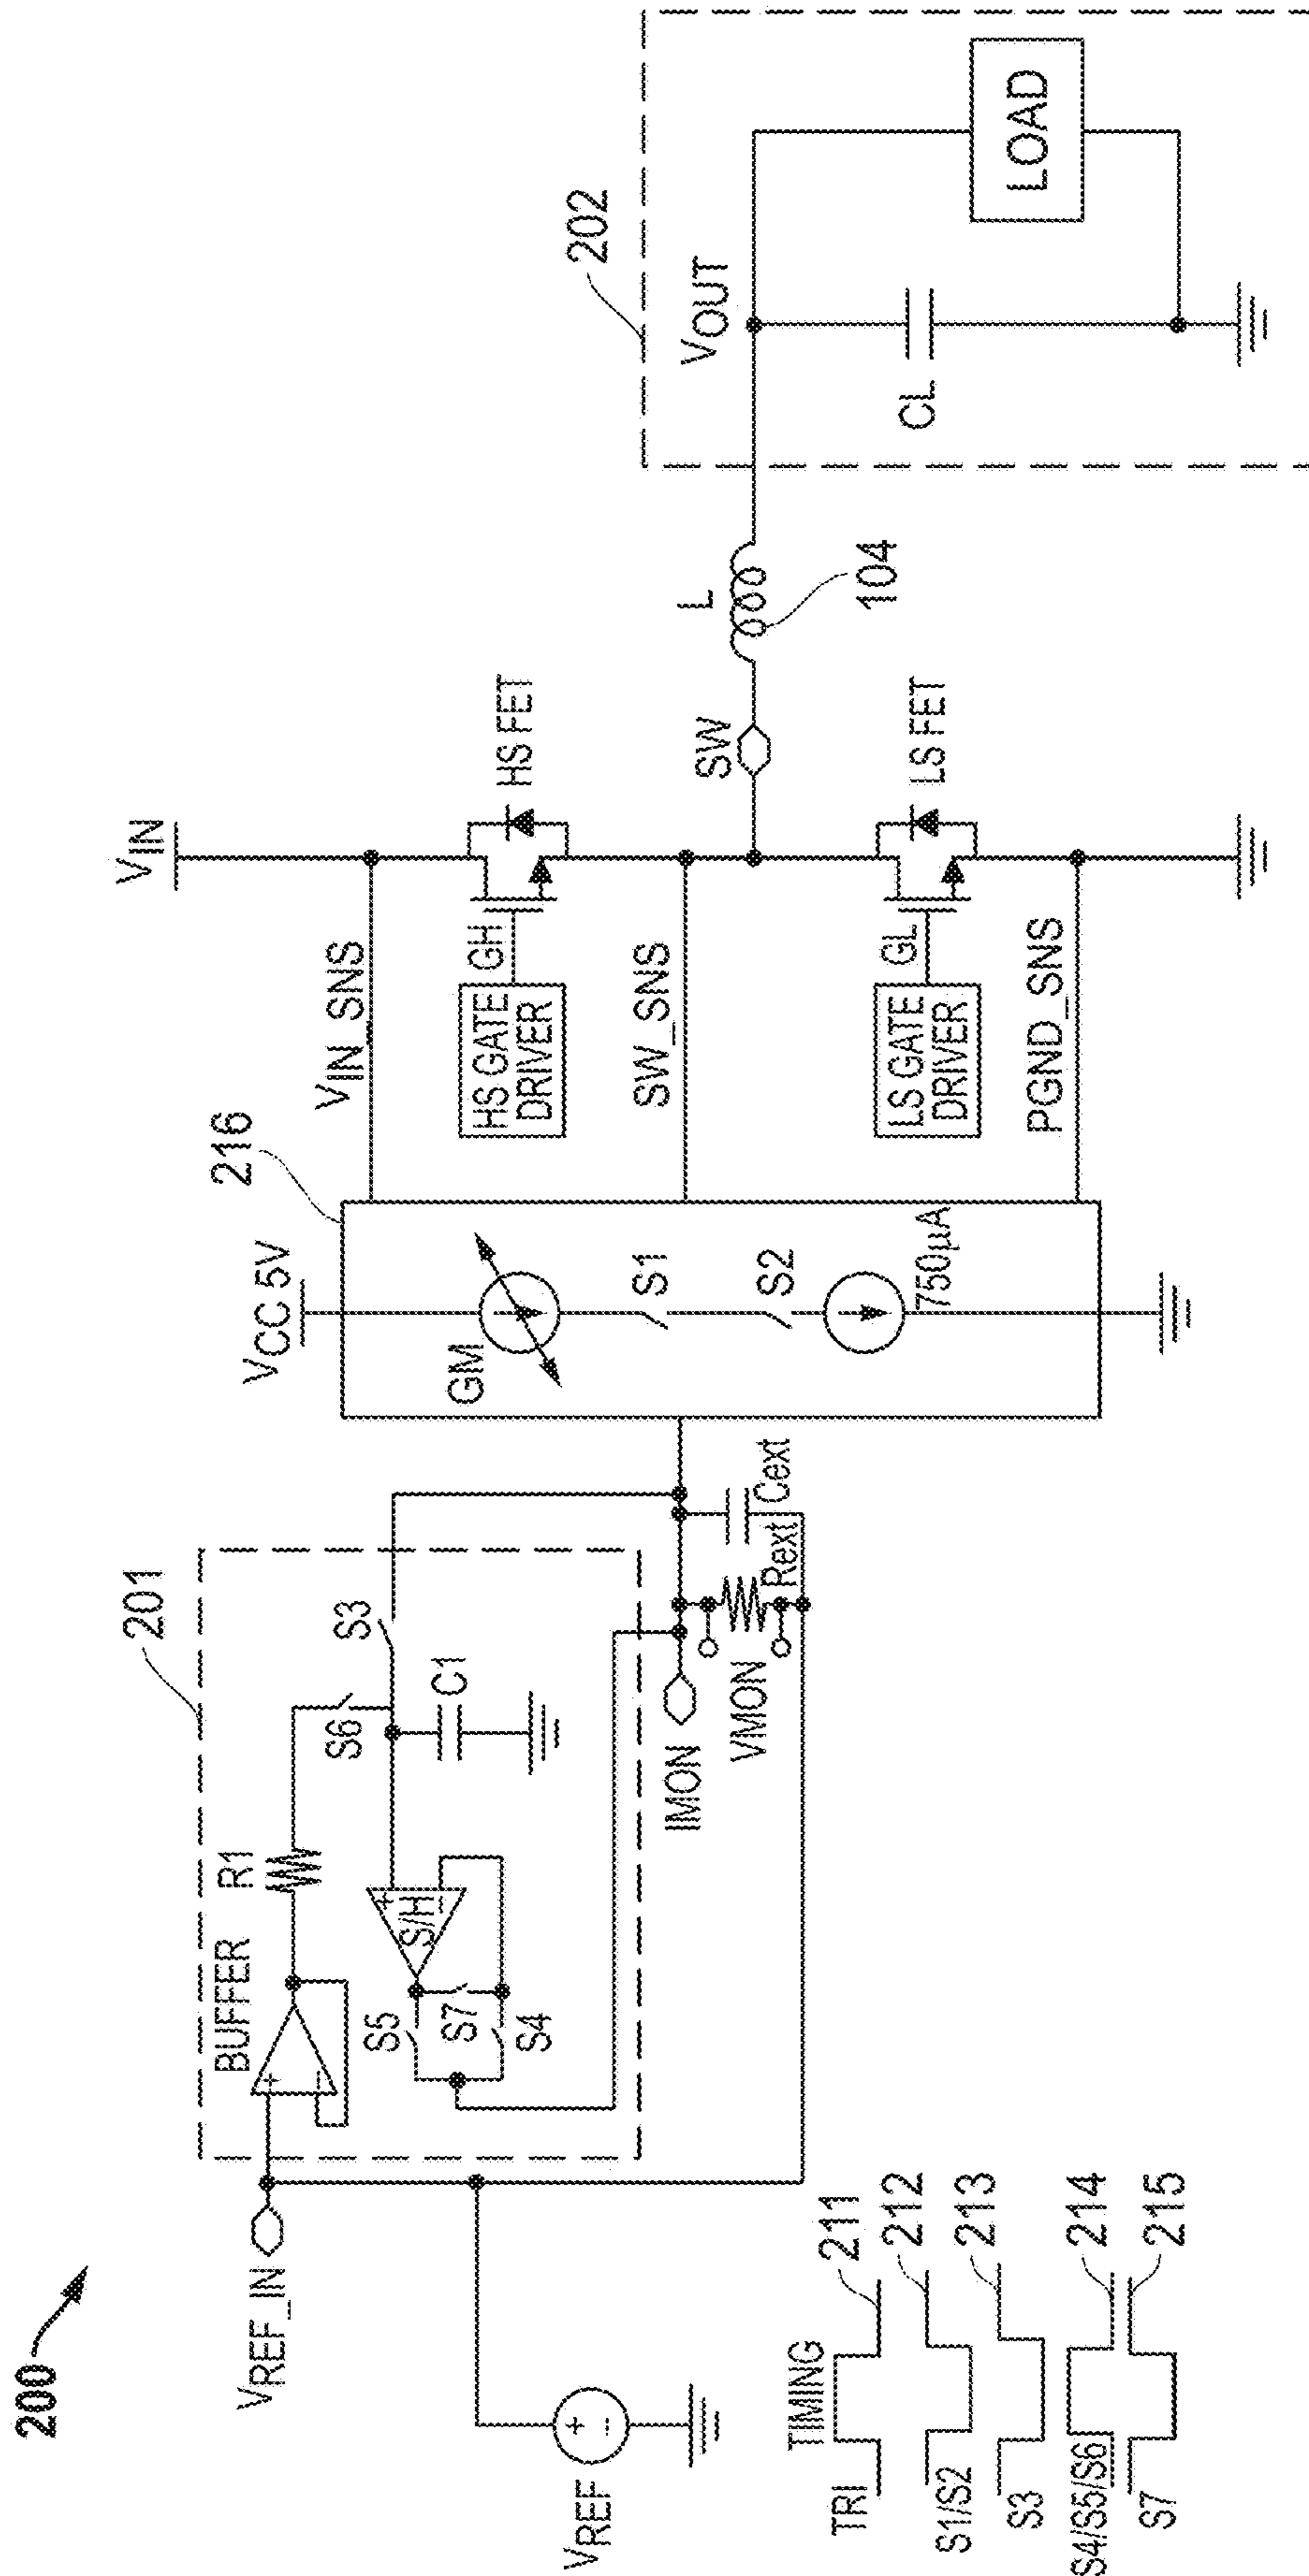 200
VREF_IN
VREF
BUFFER
+
−
R1
201
S6
S3
C1
+
−
S/H
S5
S7
S4
IMON
VMON
Rext
Cext
VCC 5V
216
GM
S1
S2
750µA
VIN
VIN_SNS
HS GATE
DRIVER
GH
HS FET
SW_SNS
SW
LS GATE
DRIVER
GL
LS FET
PGND_SNS
L
104
202
VOUT
CL
LOAD
+
−
TIMING
TRI
211
S1/S2
212
S3
213
S4/S5/S6
214
S7
215